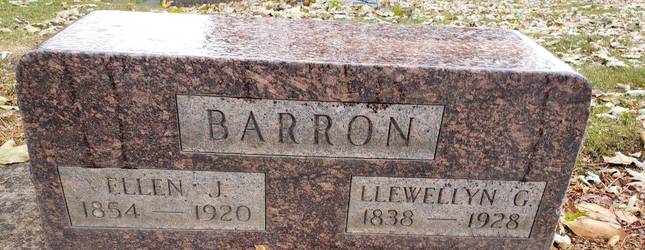 BARRON
ELLEN J.
1854 — 1920
LLEWELLYN G.
1838 — 1928